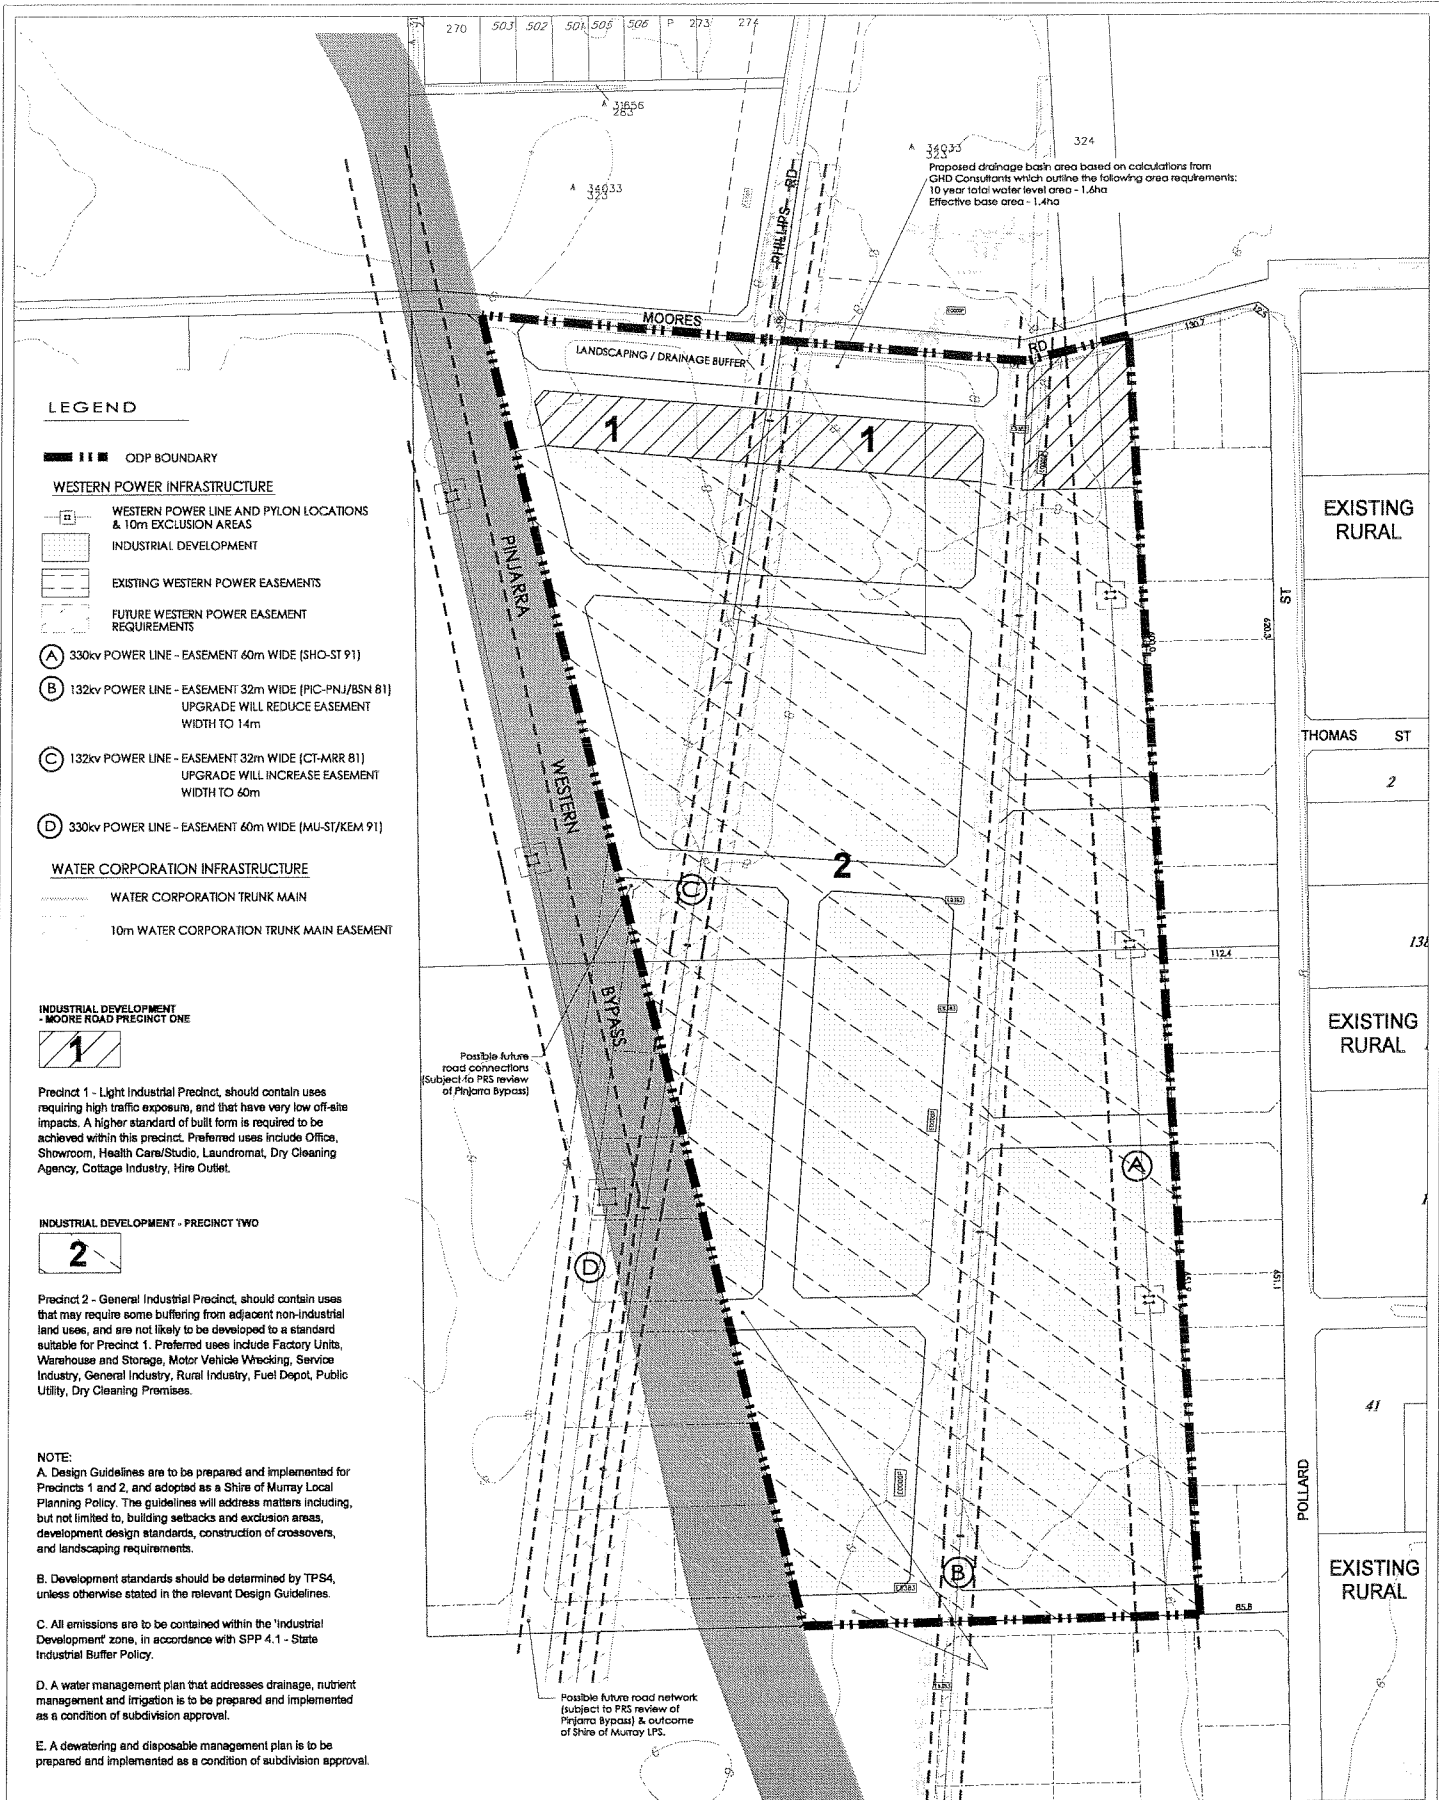 270
503
502
501
505
506
P
273
274
31656
283
34033
323
34033
323
324
Proposed drainage basin area based on calculations from
GHD Consultants which outline the following area requirements:
10 year total water level area - 1.6ha
Effective base area - 1.4ha
PHILLIPS RD
MOORES
RD
130.7
12.5
LANDSCAPING / DRAINAGE BUFFER
1
1
LEGEND
ODP BOUNDARY
WESTERN POWER INFRASTRUCTURE
WESTERN POWER LINE AND PYLON LOCATIONS
& 10m EXCLUSION AREAS
INDUSTRIAL DEVELOPMENT
EXISTING WESTERN POWER EASEMENTS
FUTURE WESTERN POWER EASEMENT
REQUIREMENTS
A 330kv POWER LINE - EASEMENT 60m WIDE (SHO-ST 91)
B 132kv POWER LINE - EASEMENT 32m WIDE (PIC-PNJ/BSN 81)
UPGRADE WILL REDUCE EASEMENT
WIDTH TO 14m
C 132kv POWER LINE - EASEMENT 32m WIDE (CT-MRR 81)
UPGRADE WILL INCREASE EASEMENT
WIDTH TO 60m
D 330kv POWER LINE - EASEMENT 60m WIDE (MU-ST/KEM 91)
WATER CORPORATION INFRASTRUCTURE
WATER CORPORATION TRUNK MAIN
10m WATER CORPORATION TRUNK MAIN EASEMENT
INDUSTRIAL DEVELOPMENT
- MOORE ROAD PRECINCT ONE
1
Precinct 1 - Light Industrial Precinct, should contain uses
requiring high traffic exposure, and that have very low off-site
impacts. A higher standard of built form is required to be
achieved within this precinct. Preferred uses include Office,
Showroom, Health Care/Studio, Laundromat, Dry Cleaning
Agency, Cottage Industry, Hire Outlet.
INDUSTRIAL DEVELOPMENT - PRECINCT TWO
2
Precinct 2 - General Industrial Precinct, should contain uses
that may require some buffering from adjacent non-industrial
land uses, and are not likely to be developed to a standard
suitable for Precinct 1. Preferred uses include Factory Units,
Warehouse and Storage, Motor Vehicle Wrecking, Service
Industry, General Industry, Rural Industry, Fuel Depot, Public
Utility, Dry Cleaning Premises.
NOTE:
A. Design Guidelines are to be prepared and implemented for
Precincts 1 and 2, and adopted as a Shire of Murray Local
Planning Policy. The guidelines will address matters including,
but not limited to, building setbacks and exclusion areas,
development design standards, construction of crossovers,
and landscaping requirements.
B. Development standards should be determined by TPS4,
unless otherwise stated in the relevant Design Guidelines.
C. All emissions are to be contained within the 'Industrial
Development' zone, in accordance with SPP 4.1 - State
Industrial Buffer Policy.
D. A water management plan that addresses drainage, nutrient
management and irrigation is to be prepared and implemented
as a condition of subdivision approval.
E. A dewatering and disposable management plan is to be
prepared and implemented as a condition of subdivision approval.
PINJARRA
WESTERN
BYPASS
2
A
B
C
D
Possible future
road connections
(Subject to PRS review
of Pinjarra Bypass)
Possible future road network
(subject to PRS review of
Pinjarra Bypass) & outcome
of Shire of Murray LPS.
EXISTING
RURAL
ST
620.3
THOMAS ST
2
112.4
EXISTING
RURAL
651.1
41
POLLARD
EXISTING
RURAL
85.8